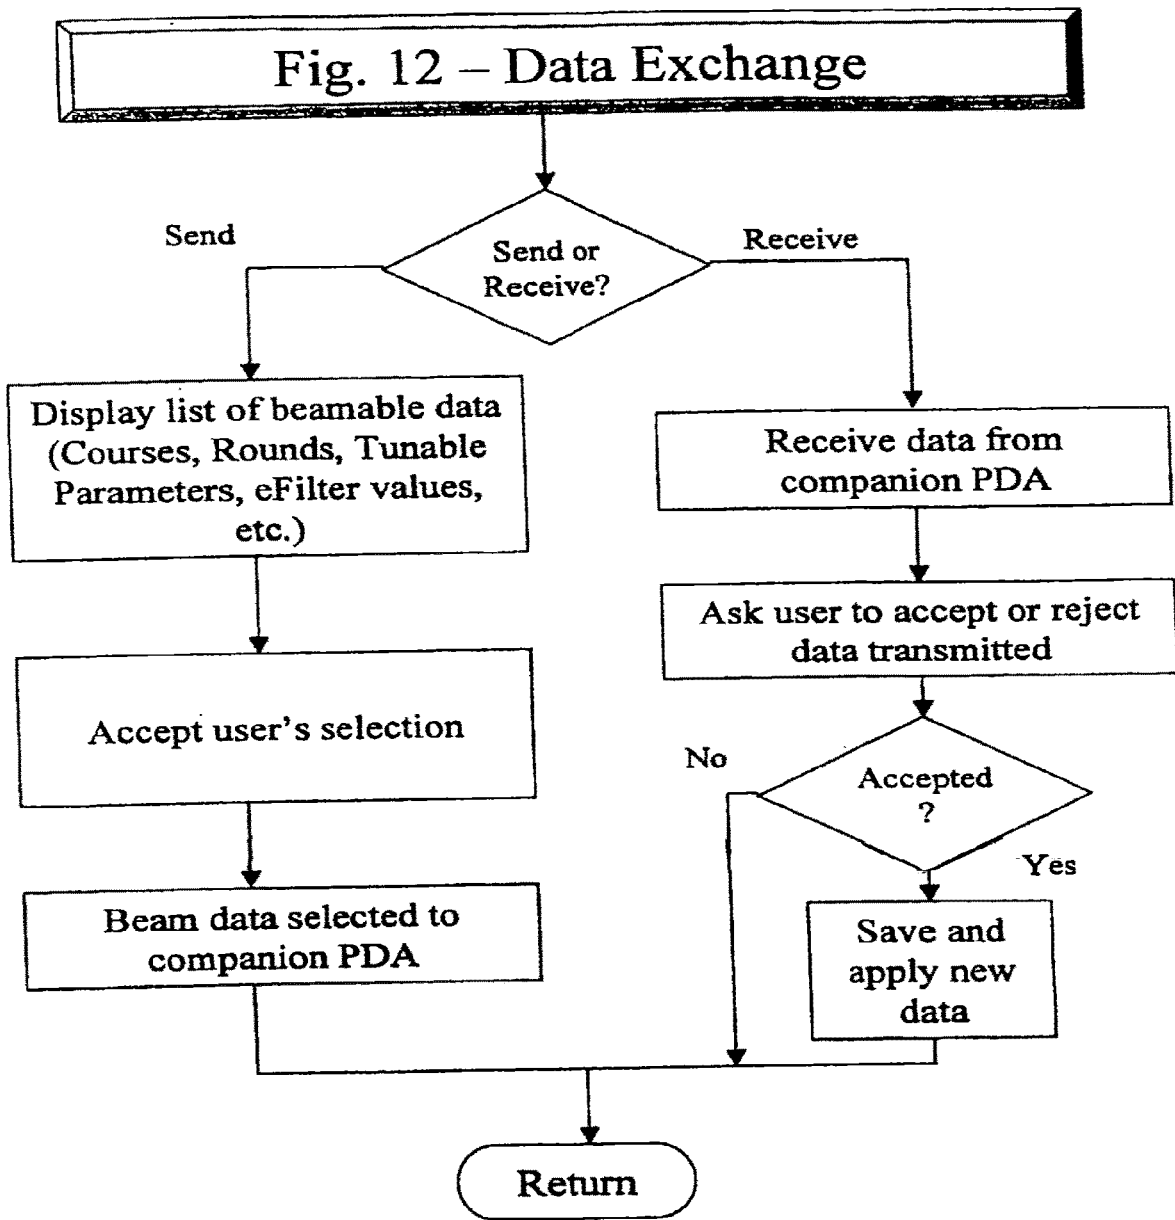 Fig. 12 – Data Exchange
Send
Send or
Receive?
Receive
Display list of beamable data
(Courses, Rounds, Tunable
Parameters, eFilter values,
etc.)
Accept user's selection
Beam data selected to
companion PDA
Receive data from
companion PDA
Ask user to accept or reject
data transmitted
Accepted
?
No
Yes
Save and
apply new
data
Return